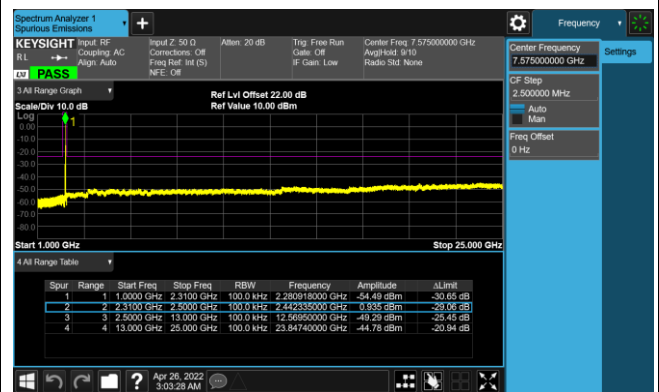 Spectrum Analyzer 1
Spurious Emissions
Frequency
KEYSIGHT Input: RF Input Z: 50 Ω Atten: 20 dB Trig: Free Run Center Freq: 7.575000000 GHz
RL Coupling: AC Corrections: Off Gate: Off Avg|Hold: 9/10
Align: Auto Freq Ref: Int (S) IF Gain: Low Radio Std: None
LXI PASS NFE: Off
Center Frequency
7.575000000 GHz
Settings
CF Step
2.500000 MHz
Auto
Man
Freq Offset
0 Hz
3 All Range Graph
Ref Lvl Offset 22.00 dB
Scale/Div 10.0 dB Ref Value 10.00 dBm
Log
1
0.00
-10.0
-20.0
-30.0
-40.0
-50.0
-60.0
-70.0
-80.0
Start 1.000 GHz Stop 25.000 GHz
4 All Range Table
Spur Range Start Freq Stop Freq RBW Frequency Amplitude ΔLimit
1 1 1.0000 GHz 2.3100 GHz 100.0 kHz 2.280918000 GHz -54.49 dBm -30.65 dB
2 2 2.3100 GHz 2.5000 GHz 100.0 kHz 2.442335000 GHz 0.935 dBm -29.06 dB
3 3 2.5000 GHz 13.000 GHz 100.0 kHz 12.56950000 GHz -49.29 dBm -25.45 dB
4 4 13.000 GHz 25.000 GHz 100.0 kHz 23.84740000 GHz -44.78 dBm -20.94 dB
? Apr 26, 2022
3:03:28 AM